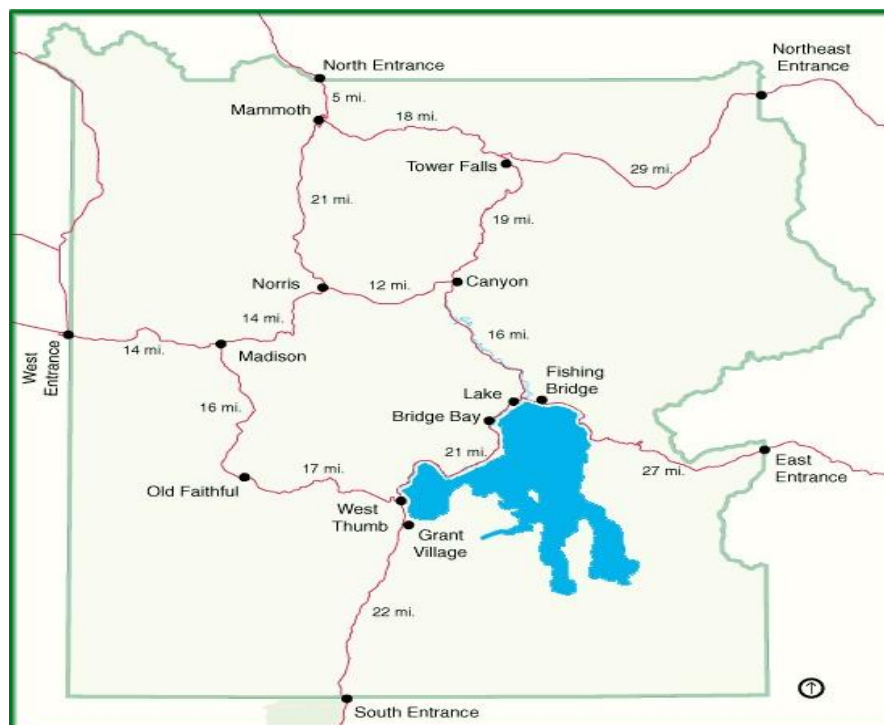 North Entrance
Northeast
Entrance
5 mi.
Mammoth
18 mi.
Tower Falls
29 mi.
21 mi.
19 mi.
Norris
12 mi.
Canyon
14 mi.
16 mi.
West
Entrance
14 mi.
Madison
Fishing
Bridge
Lake
16 mi.
Bridge Bay
21 mi.
27 mi.
East
Entrance
17 mi.
Old Faithful
West
Thumb
Grant
Village
22 mi.
South Entrance